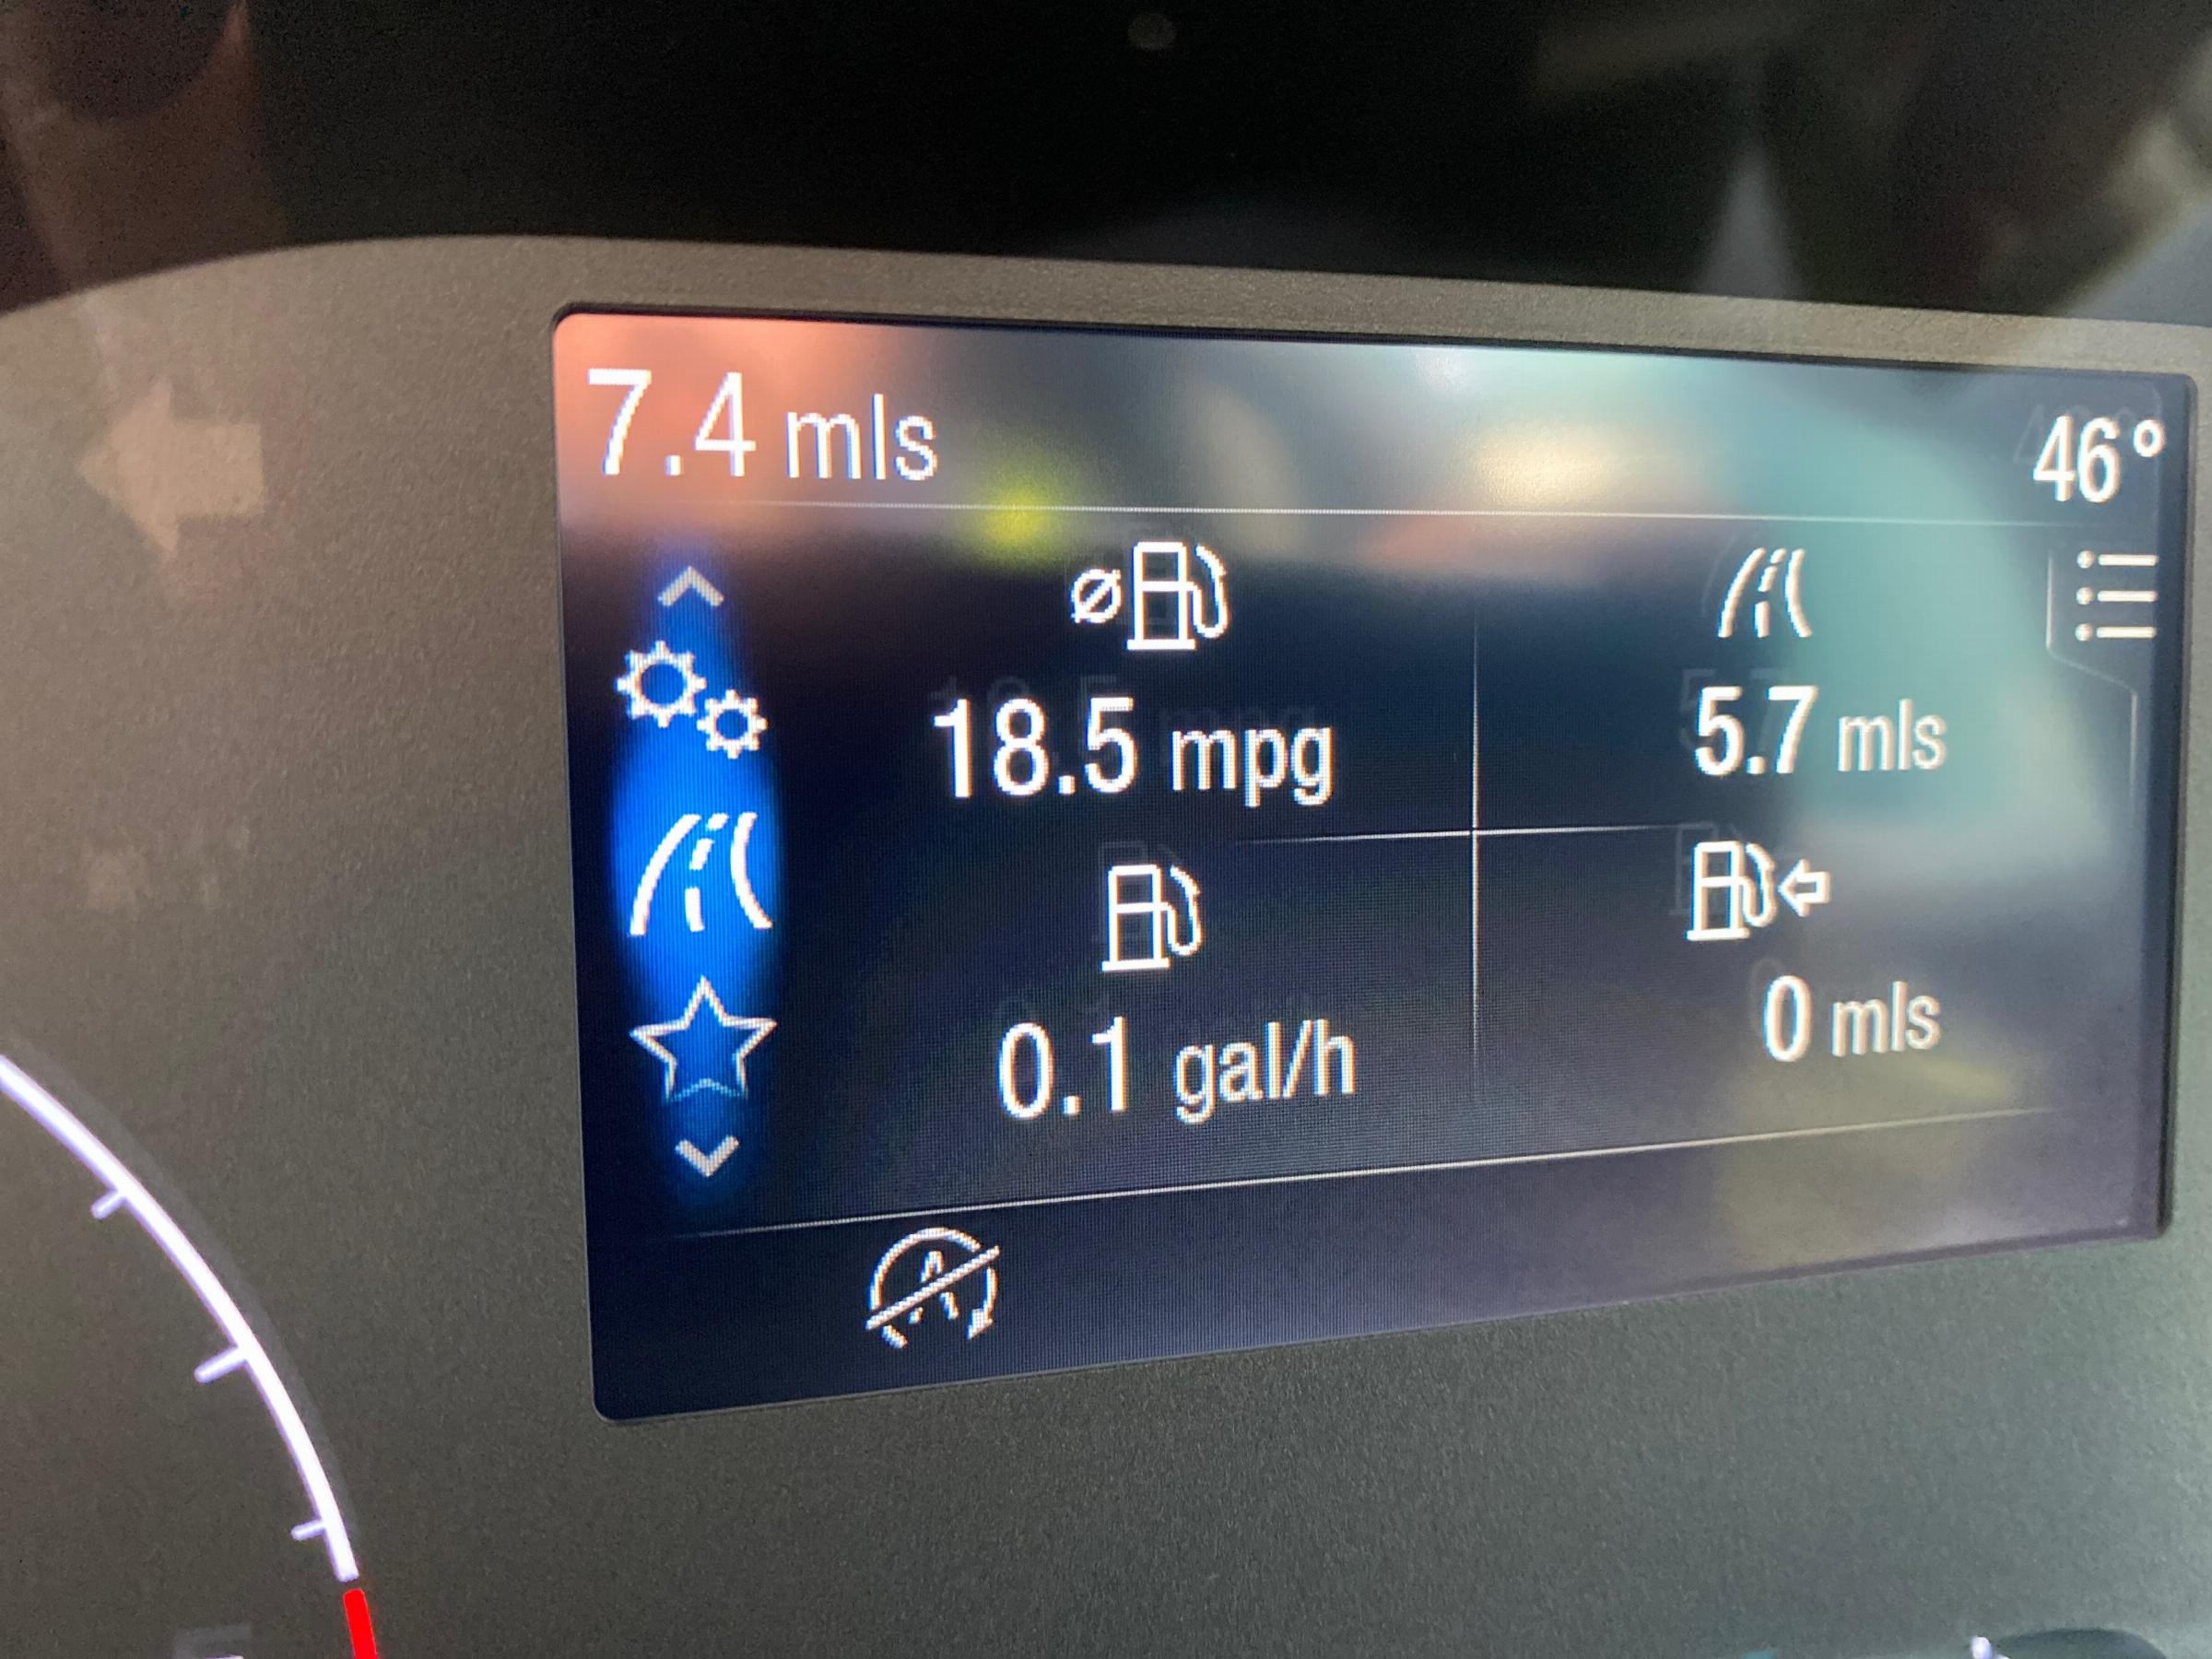 7.4 mls
46°
18.5 mpg
5.7 mls
0.1 gal/h
0 mls